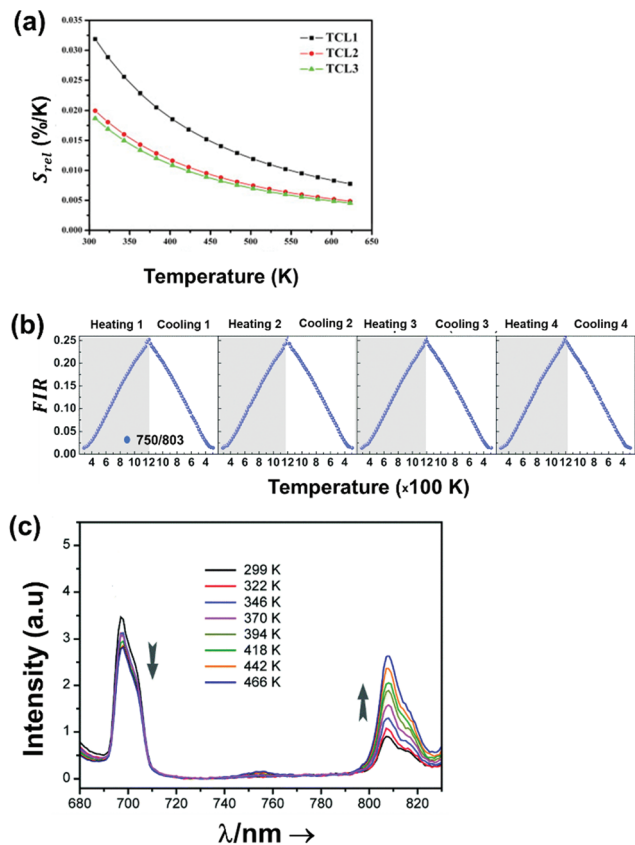 (a)
0.035
0.030
0.025
0.020
0.015
0.010
0.005
0.000
S_rel (%/K)
TCL1
TCL2
TCL3
300 350 400 450 500 550 600 650
Temperature (K)
(b)
Heating 1 Cooling 1 Heating 2 Cooling 2 Heating 3 Cooling 3 Heating 4 Cooling 4
0.25
0.20
0.15
0.10
0.05
0.00
FIR
750/803
4 6 8 10 12 10 8 6 4 4 6 8 10 12 10 8 6 4 4 6 8 10 12 10 8 6 4 4 6 8 10 12 10 8 6 4
Temperature (×100 K)
(c)
5
4
3
2
1
0
Intensity (a.u)
299 K
322 K
346 K
370 K
394 K
418 K
442 K
466 K
680 700 720 740 760 780 800 820
λ/nm →